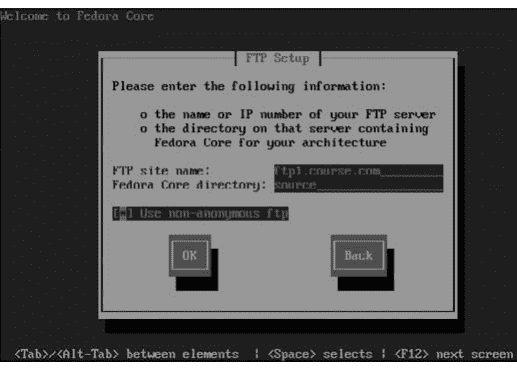 Welcome to Fedora Core
FTP Setup
Please enter the following information:
o the name or IP number of your FTP server
o the directory on that server containing
Fedora Core for your architecture
FTP site name: ftp1.course.com
Fedora Core directory: source
[*] Use non-anonymous ftp
OK Back
<Tab>/<Alt-Tab> between elements | <Space> selects | <F12> next screen